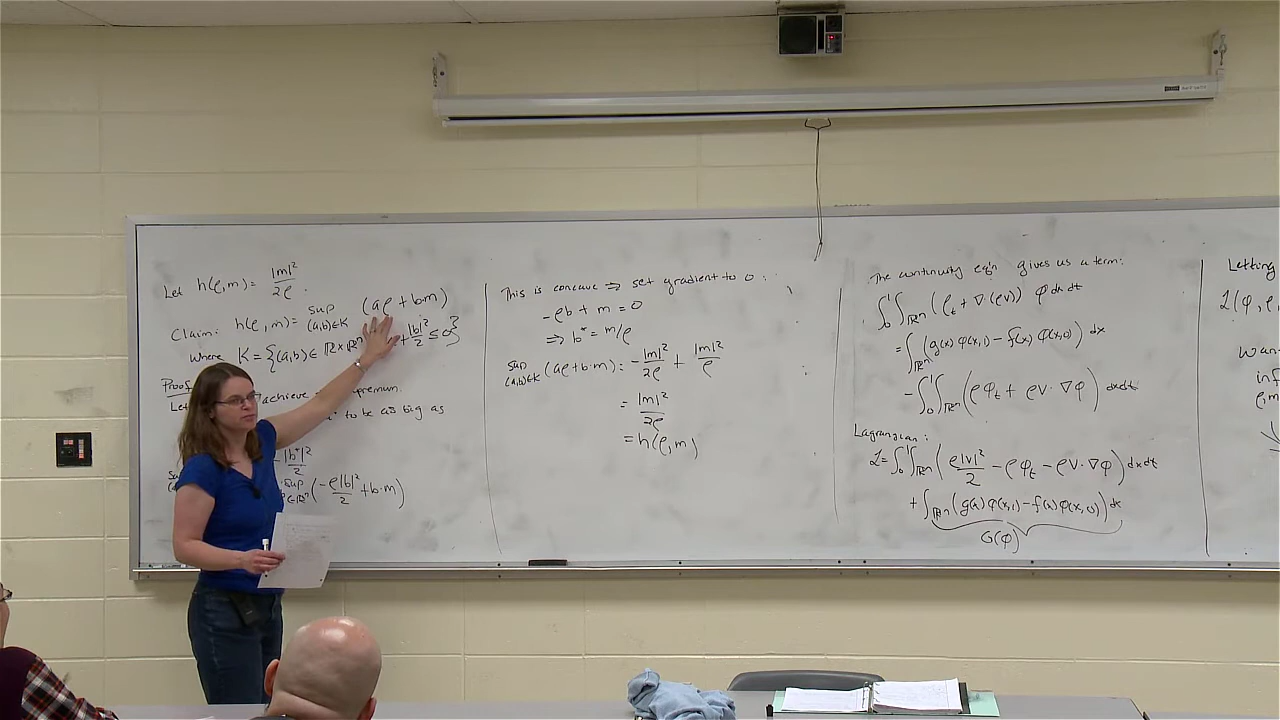 Let h(ρ,m) = |m|²/2ρ.
Claim: h(ρ,m) = sup (a,b)∈K (aρ + b·m)
Where K = {(a,b) ∈ ℝ×ℝⁿ + |b|²/2 ≤ 0}
Proof
Let achieve supremum.
to be as big as
-|b*|²/2
sup (-ρ|b|²/2 + b·m)
This is concave ⇒ set gradient to 0:
-ρb + m = 0
⇒ b* = m/ρ
sup (a,b)∈K (aρ + b·m) = -|m|²/2ρ + |m|²/ρ
= |m|²/2ρ
= h(ρ,m)
The continuity eq'n gives us a term:
∫₀¹∫ℝⁿ (ρₜ + ∇(ρv)) φ dx dt
= ∫ℝⁿ (g(x) φ(x,1) - f(x) φ(x,0)) dx
- ∫₀¹∫ℝⁿ (ρφₜ + ρv·∇φ) dx dt
Lagrangian:
ℒ = ∫₀¹∫ℝⁿ (ρ|v|²/2 - ρφₜ - ρv·∇φ) dx dt
+ ∫ℝⁿ (g(x) φ(x,1) - f(x) φ(x,0)) dx
G(φ)
Letting
ℒ(φ, ρ
inf
ρ,m